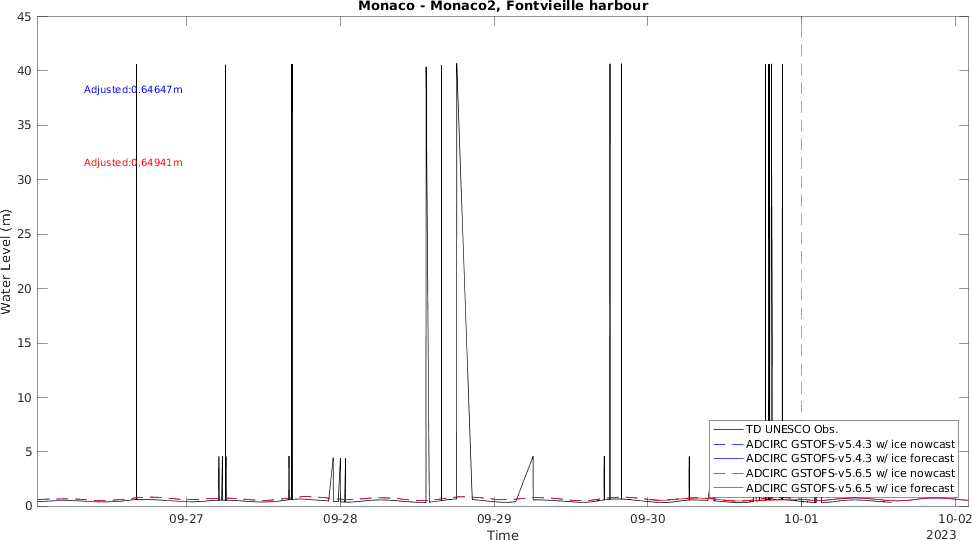 Monaco - Monaco2, Fontvieille harbour
45
40
35
30
25
20
15
10
5
0
Water Level (m)
Adjusted:0.64647m
Adjusted:0.64941m
TD UNESCO Obs.
ADCIRC GSTOFS-v5.4.3 w/ ice nowcast
ADCIRC GSTOFS-v5.4.3 w/ ice forecast
ADCIRC GSTOFS-v5.6.5 w/ ice nowcast
ADCIRC GSTOFS-v5.6.5 w/ ice forecast
09-27 09-28 09-29 09-30 10-01 10-02
Time
2023